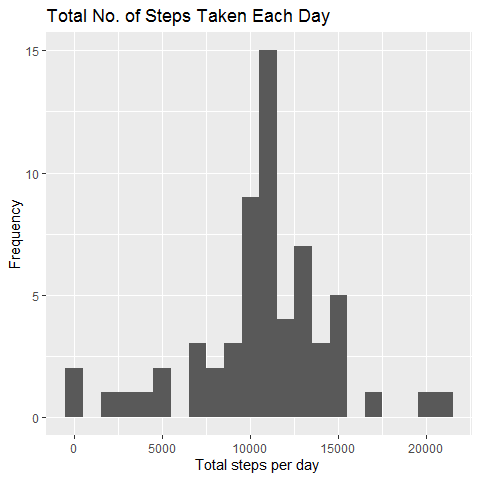 Total No. of Steps Taken Each Day
15
10
5
0
Frequency
0 5000 10000 15000 20000
Total steps per day